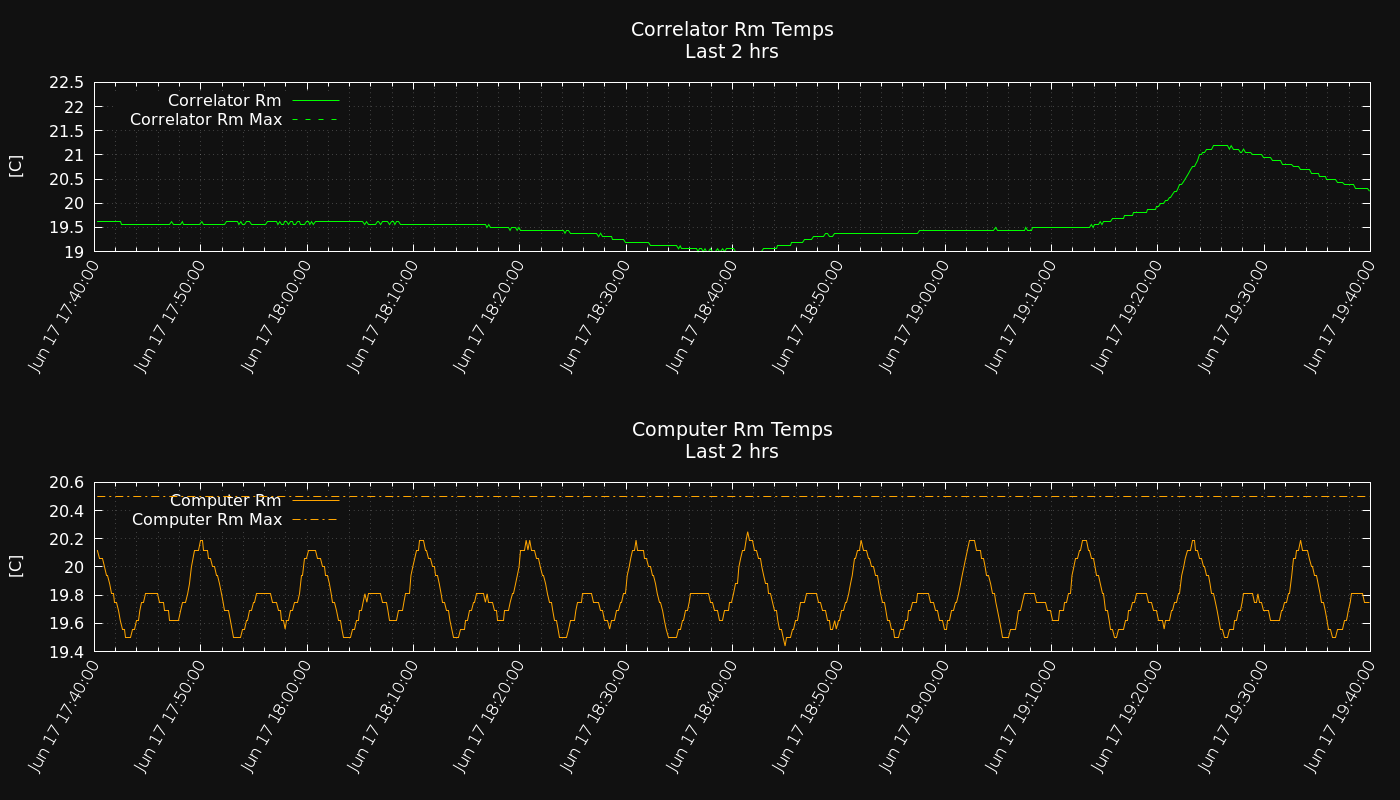 Correlator Rm Temps
Last 2 hrs
22.5
22
21.5
21
20.5
20
19.5
19
[C]
Correlator Rm
Correlator Rm Max
Jun 17 17:40:00
Jun 17 17:50:00
Jun 17 18:00:00
Jun 17 18:10:00
Jun 17 18:20:00
Jun 17 18:30:00
Jun 17 18:40:00
Jun 17 18:50:00
Jun 17 19:00:00
Jun 17 19:10:00
Jun 17 19:20:00
Jun 17 19:30:00
Jun 17 19:40:00
Computer Rm Temps
Last 2 hrs
20.6
20.4
20.2
20
19.8
19.6
19.4
[C]
Computer Rm
Computer Rm Max
Jun 17 17:40:00
Jun 17 17:50:00
Jun 17 18:00:00
Jun 17 18:10:00
Jun 17 18:20:00
Jun 17 18:30:00
Jun 17 18:40:00
Jun 17 18:50:00
Jun 17 19:00:00
Jun 17 19:10:00
Jun 17 19:20:00
Jun 17 19:30:00
Jun 17 19:40:00